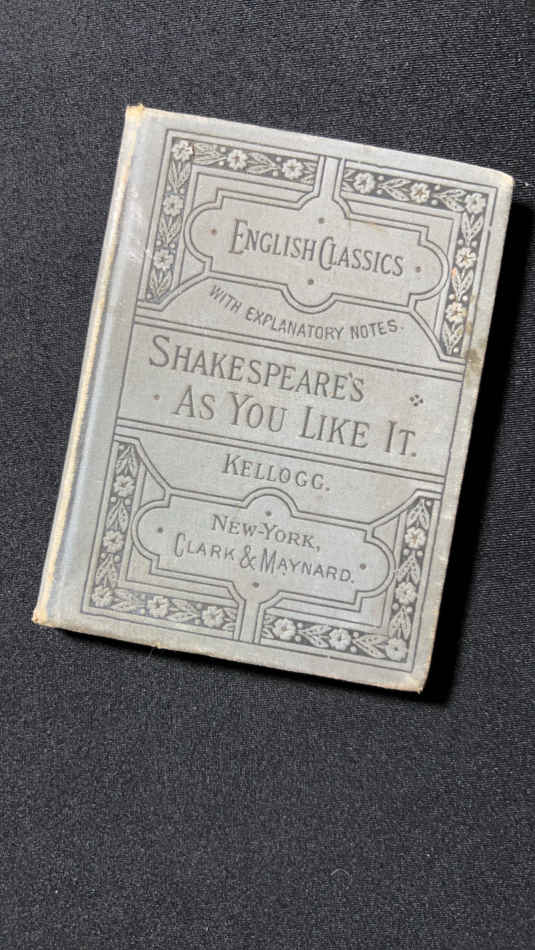 ENGLISH CLASSICS
WITH EXPLANATORY NOTES.
SHAKESPEARE'S
AS YOU LIKE IT.
KELLOGG.
NEW-YORK,
CLARK & MAYNARD.